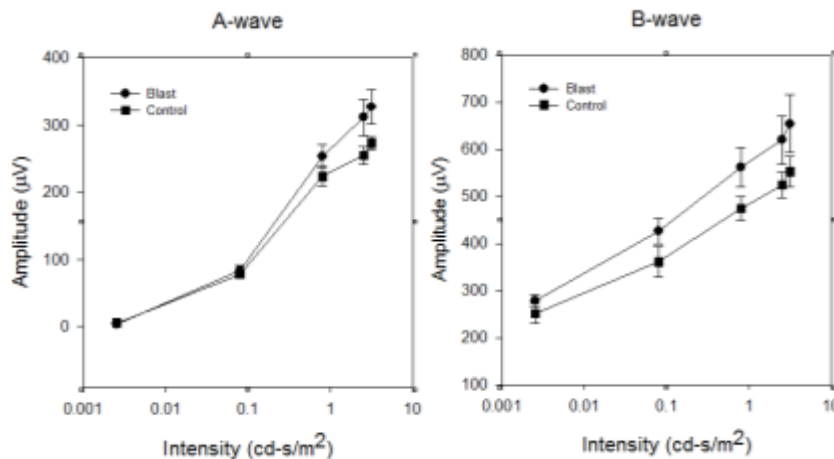 A-wave
400
300
200
100
0
Amplitude (μV)
Blast
Control
0.001
0.01
0.1
1
10
Intensity (cd-s/m²)
B-wave
800
700
600
500
400
300
200
100
Amplitude (μV)
Blast
Control
0.001
0.01
0.1
1
10
Intensity (cd-s/m²)